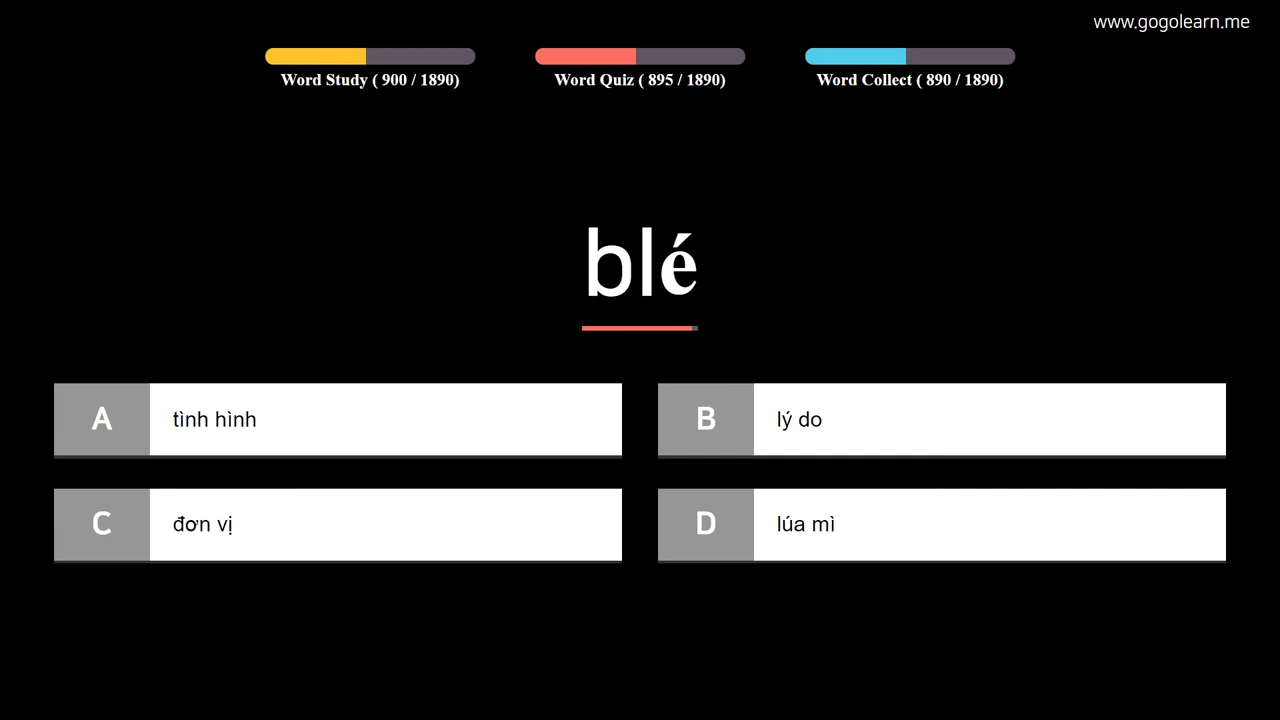 www.gogolearn.me
Word Study ( 900 / 1890)
Word Quiz ( 895 / 1890)
Word Collect ( 890 / 1890)
blé
A tình hình
B lý do
C đơn vị
D lúa mì